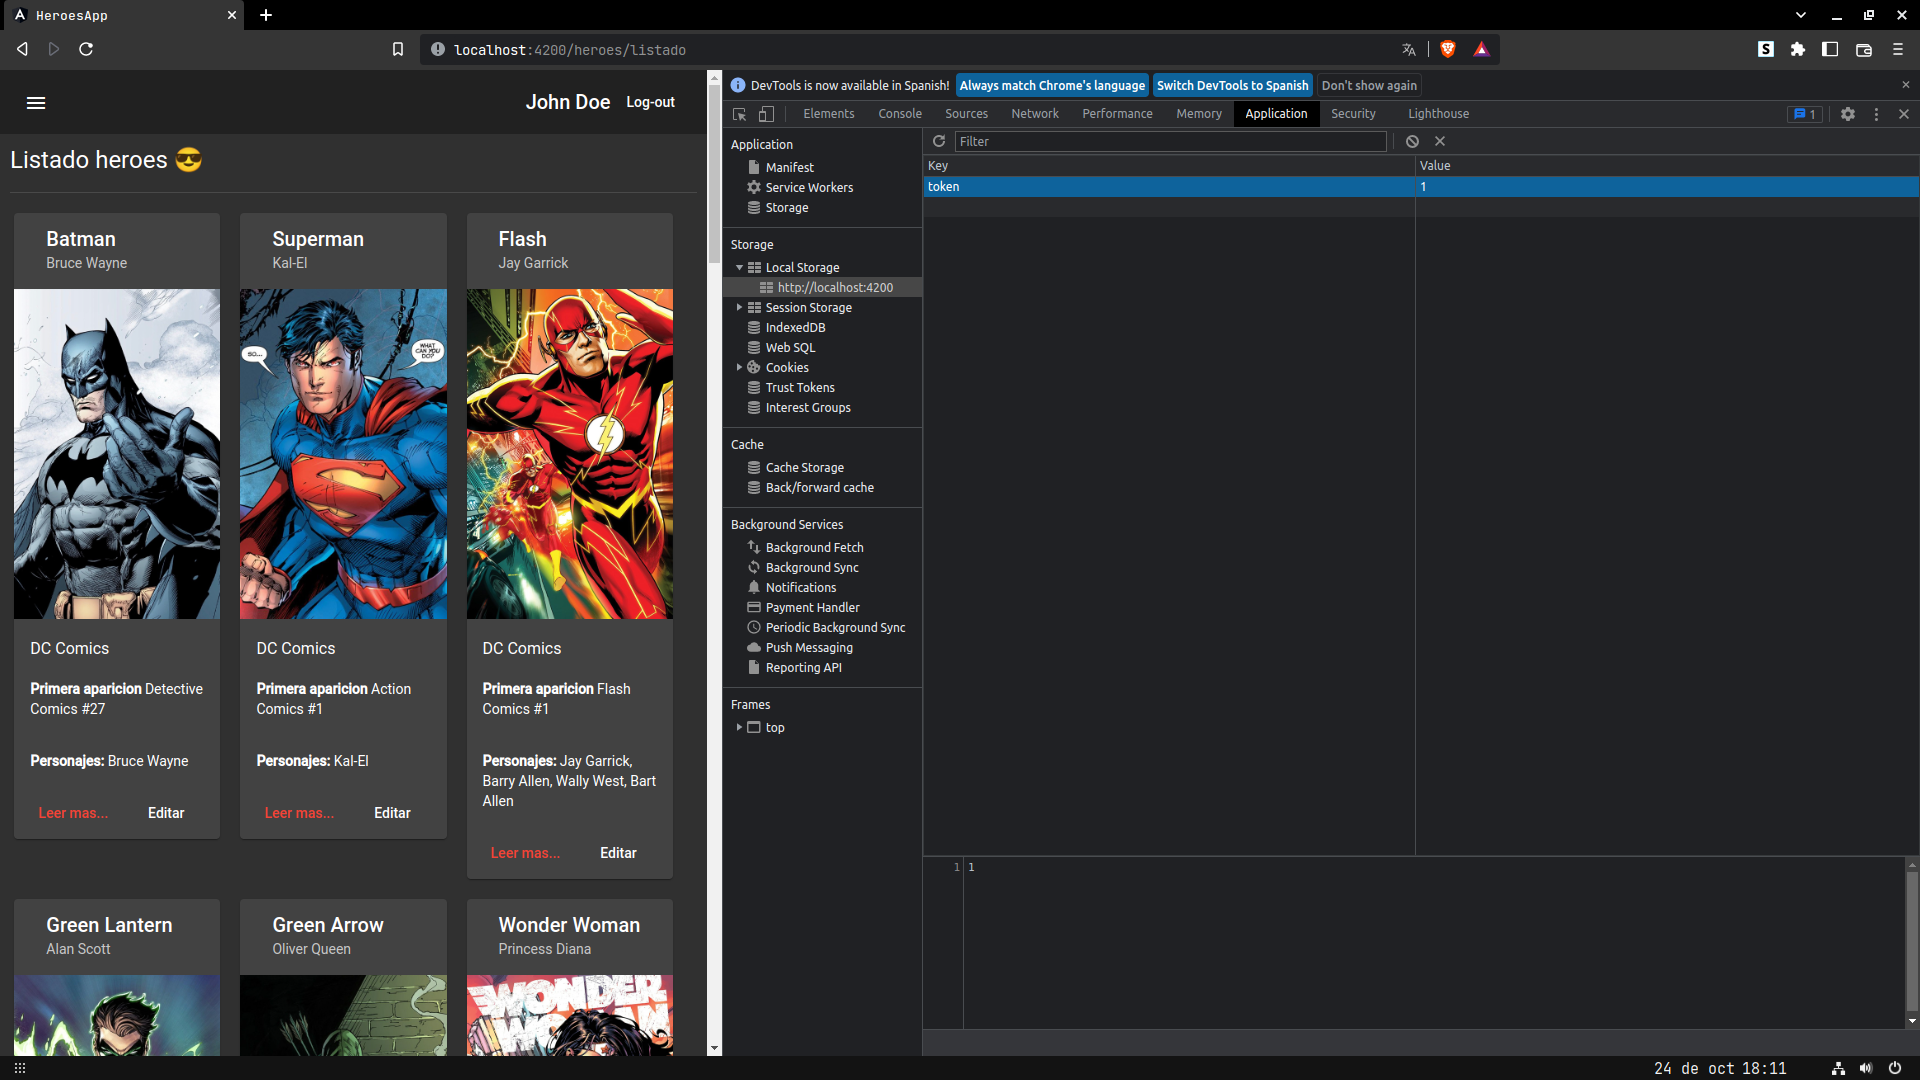 HeroesApp
localhost:4200/heroes/listado
John Doe Log-out
Listado heroes 😎
Batman
Bruce Wayne
SO...
WHAT CAN YOU DO?
Superman
Kal-El
Flash
Jay Garrick
DC Comics
Primera aparicion Detective
Comics #27
Personajes: Bruce Wayne
Leer mas... Editar
DC Comics
Primera aparicion Action
Comics #1
Personajes: Kal-El
Leer mas... Editar
DC Comics
Primera aparicion Flash
Comics #1
Personajes: Jay Garrick,
Barry Allen, Wally West, Bart
Allen
Leer mas... Editar
Green Lantern
Alan Scott
Green Arrow
Oliver Queen
Wonder Woman
Princess Diana
WONDER
WOMAN
DevTools is now available in Spanish! Always match Chrome's language Switch DevTools to Spanish Don't show again
Elements Console Sources Network Performance Memory Application Security Lighthouse 1
Application
Manifest
Service Workers
Storage
Storage
Local Storage
http://localhost:4200
Session Storage
IndexedDB
Web SQL
Cookies
Trust Tokens
Interest Groups
Cache
Cache Storage
Back/forward cache
Background Services
Background Fetch
Background Sync
Notifications
Payment Handler
Periodic Background Sync
Push Messaging
Reporting API
Frames
top
Filter
Key Value
token 1
1 1
24 de oct 18:11